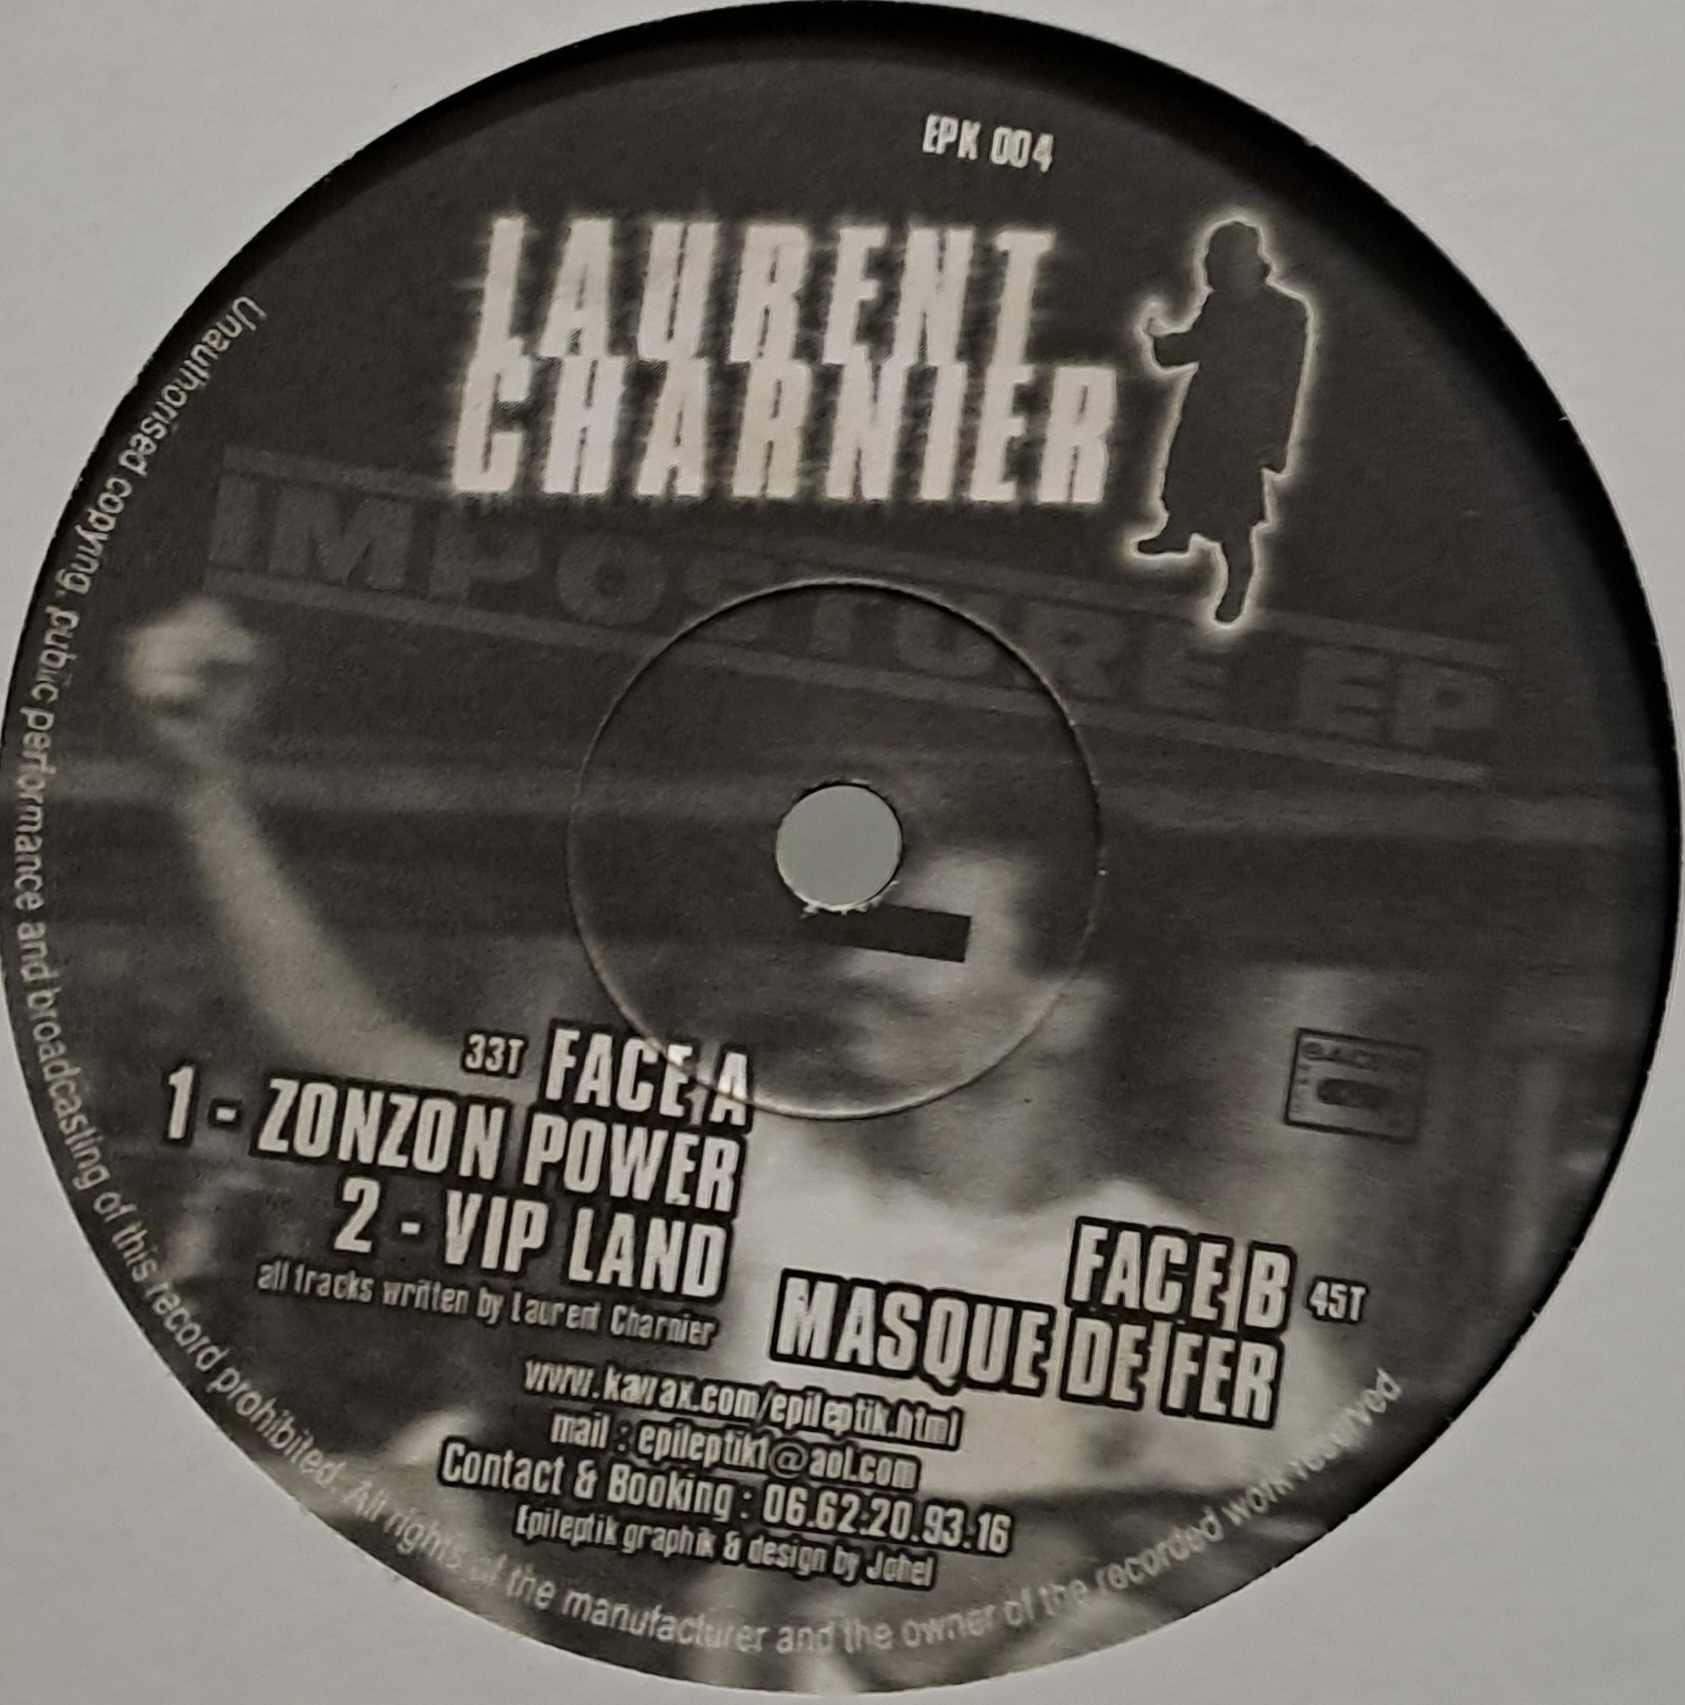 EPK 004
LAURENT
CHARNIER
IMPOSTURE EP
33T FACE A
1 - ZONZON POWER
2 - VIP LAND
all tracks written by Laurent Charnier
FACE B 45T
MASQUE DE FER
www.kawax.com/epileptik.html
mail : epileptik1@aol.com
Contact & Booking : 06.62.20.93.16
Epileptik graphik & design by Johel
Unauthorised copying, public performance and broadcasting of this record prohibited. All rights of the manufacturer and the owner of the recorded work reserved